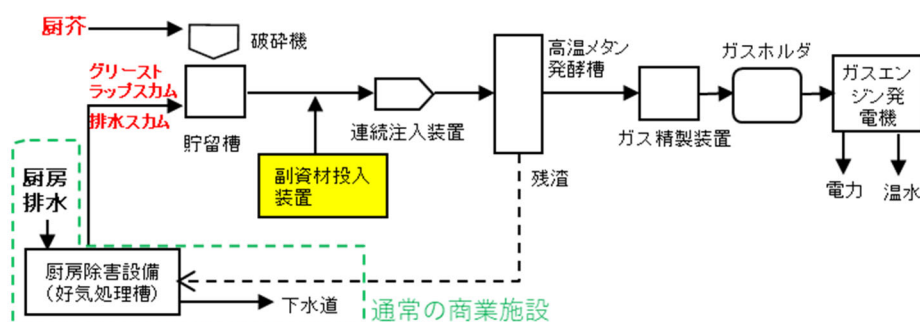 厨芥
破砕機
グリースト
ラップスカム
排水スカム
貯留槽
副資材投入
装置
連続注入装置
高温メタン
発酵槽
ガス精製装置
ガスホルダ
ガスエン
ジン発
電機
電力
温水
残渣
厨房
排水
厨房除害設備
(好気処理槽)
下水道
通常の商業施設